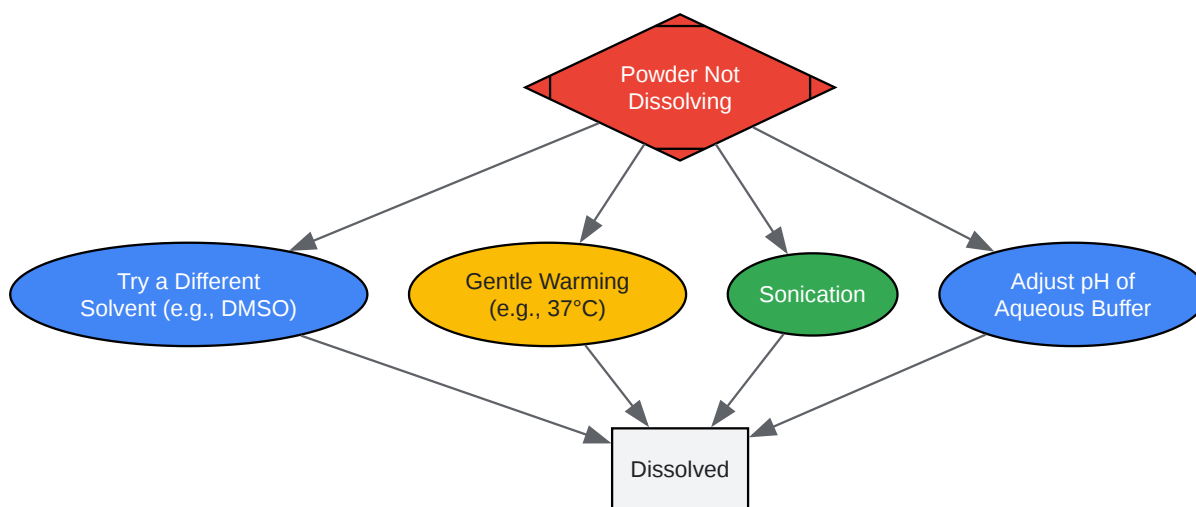 Powder Not
Dissolving
Try a Different
Solvent (e.g., DMSO)
Gentle Warming
(e.g., 37°C)
Sonication
Adjust pH of
Aqueous Buffer
Dissolved